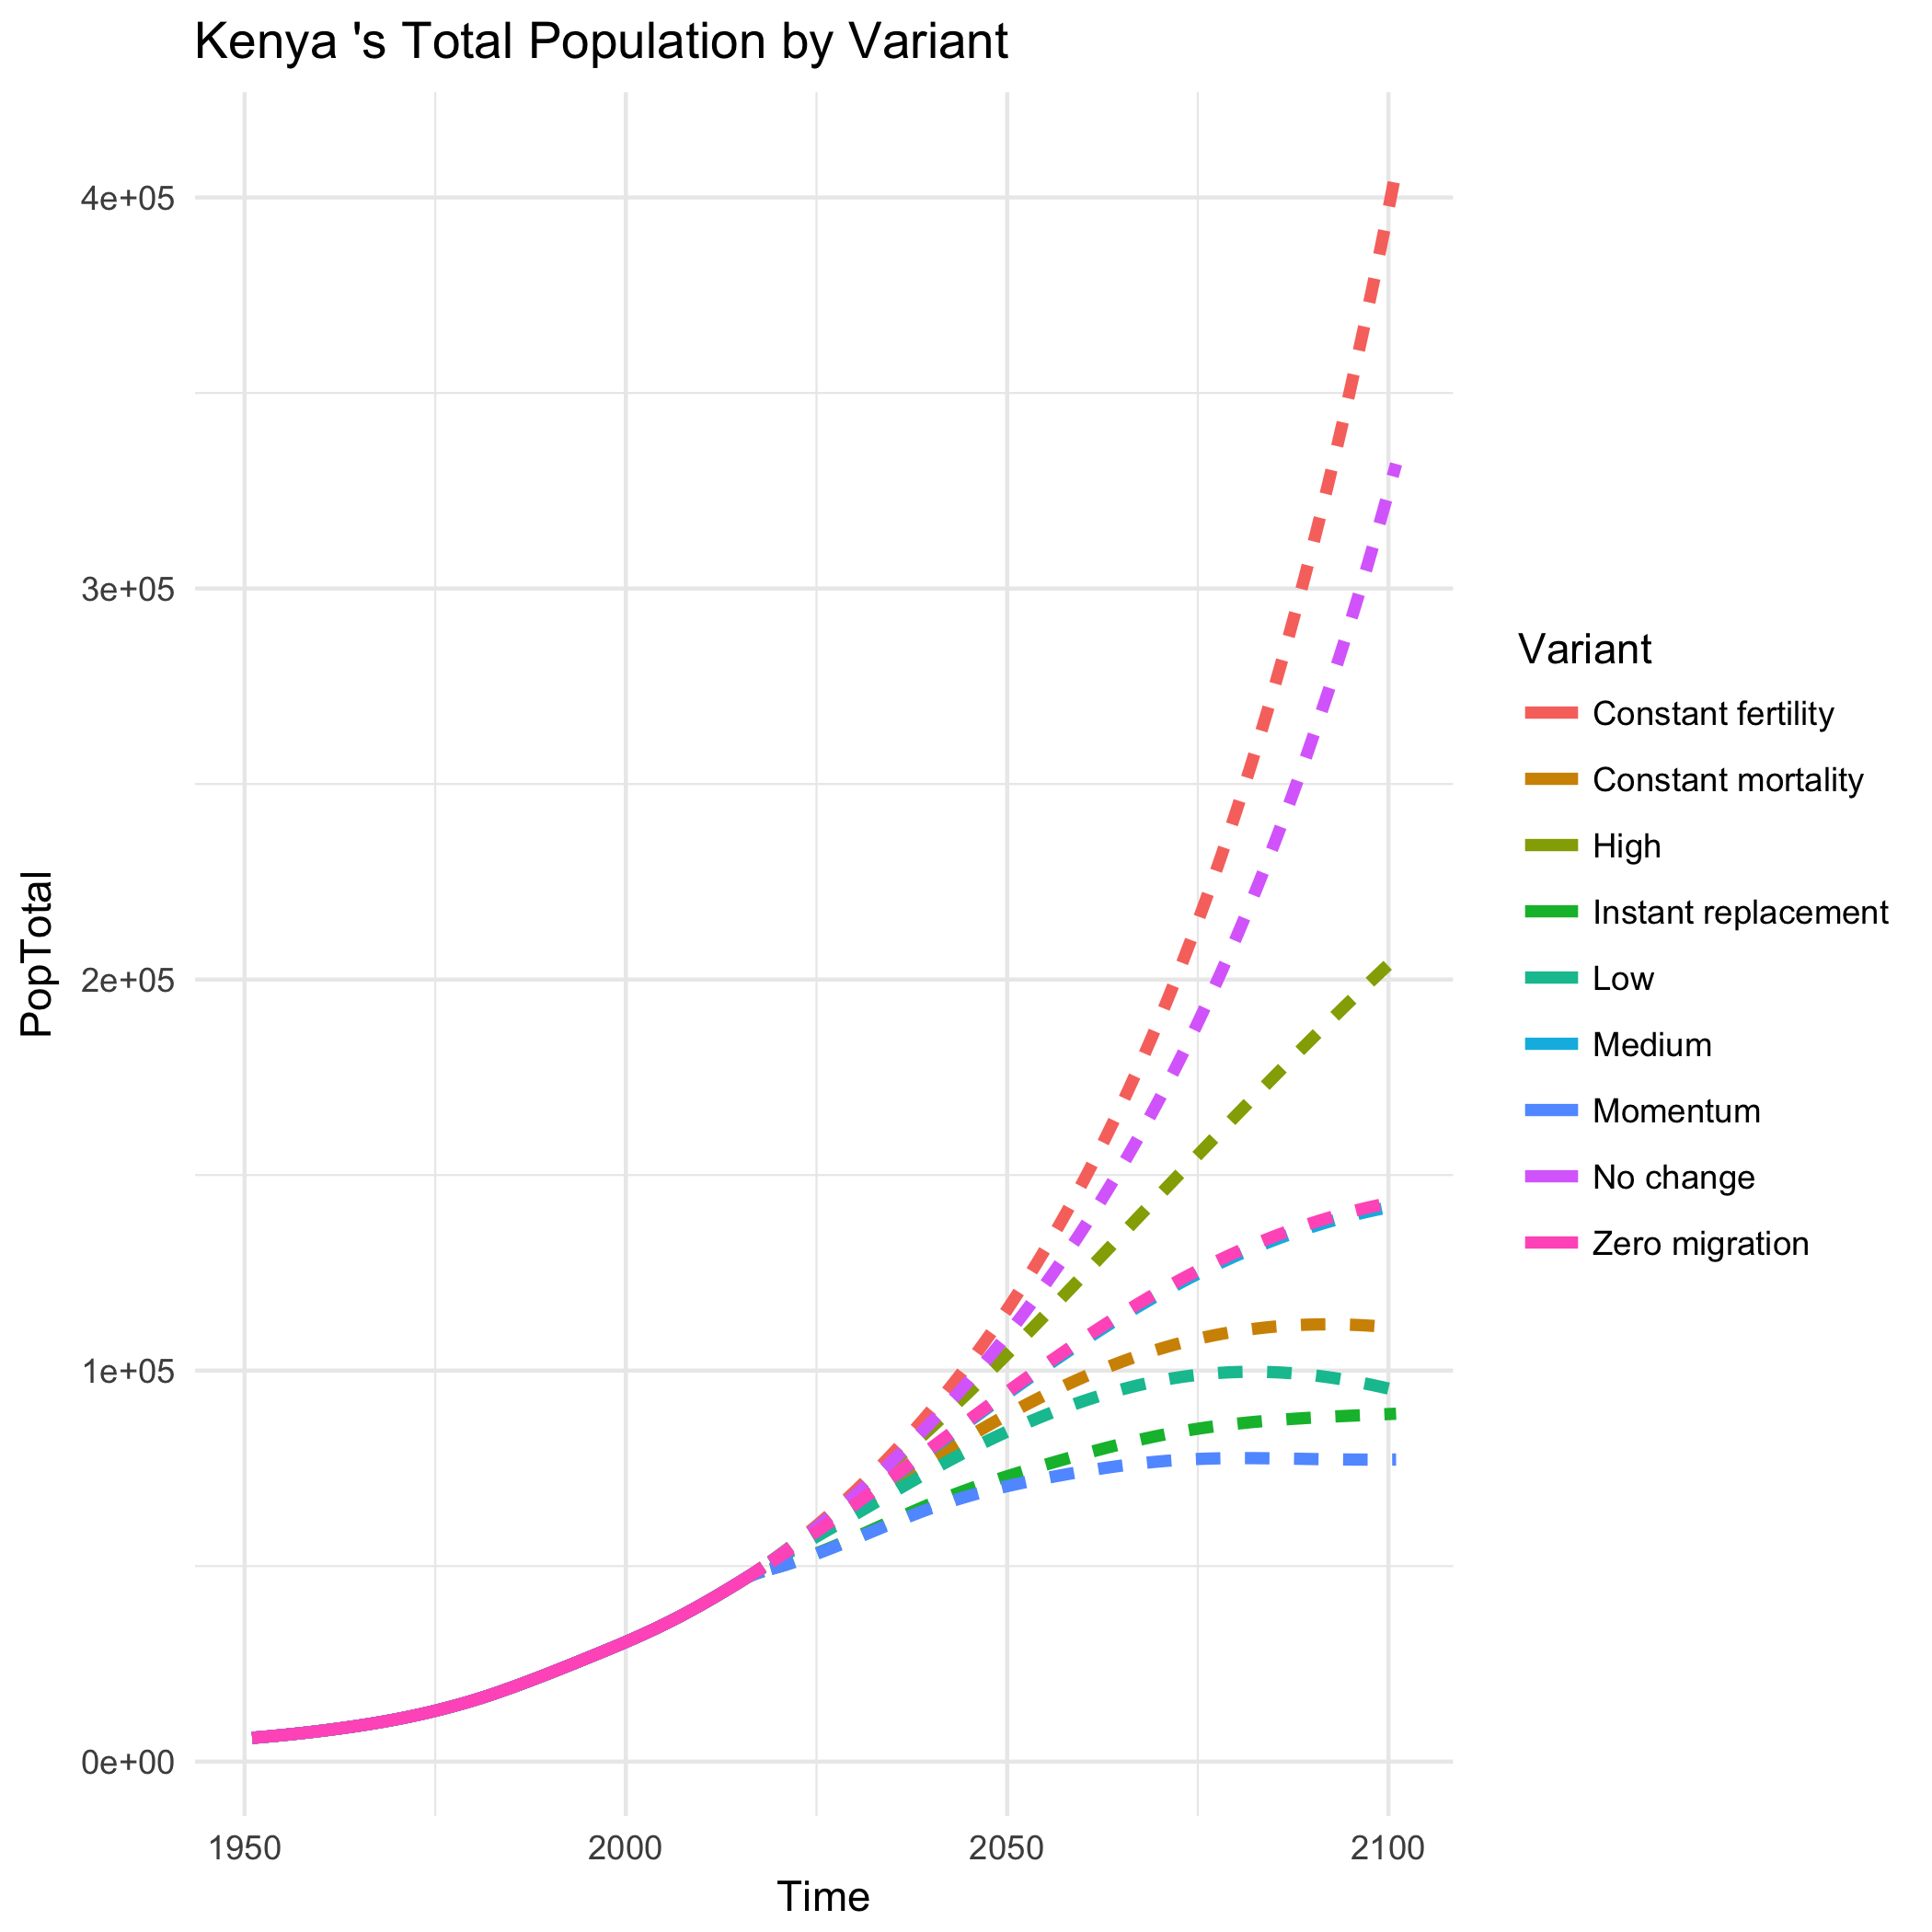 Kenya 's Total Population by Variant
4e+05
3e+05
2e+05
1e+05
0e+00
PopTotal
1950
2000
2050
2100
Time
Variant
Constant fertility
Constant mortality
High
Instant replacement
Low
Medium
Momentum
No change
Zero migration